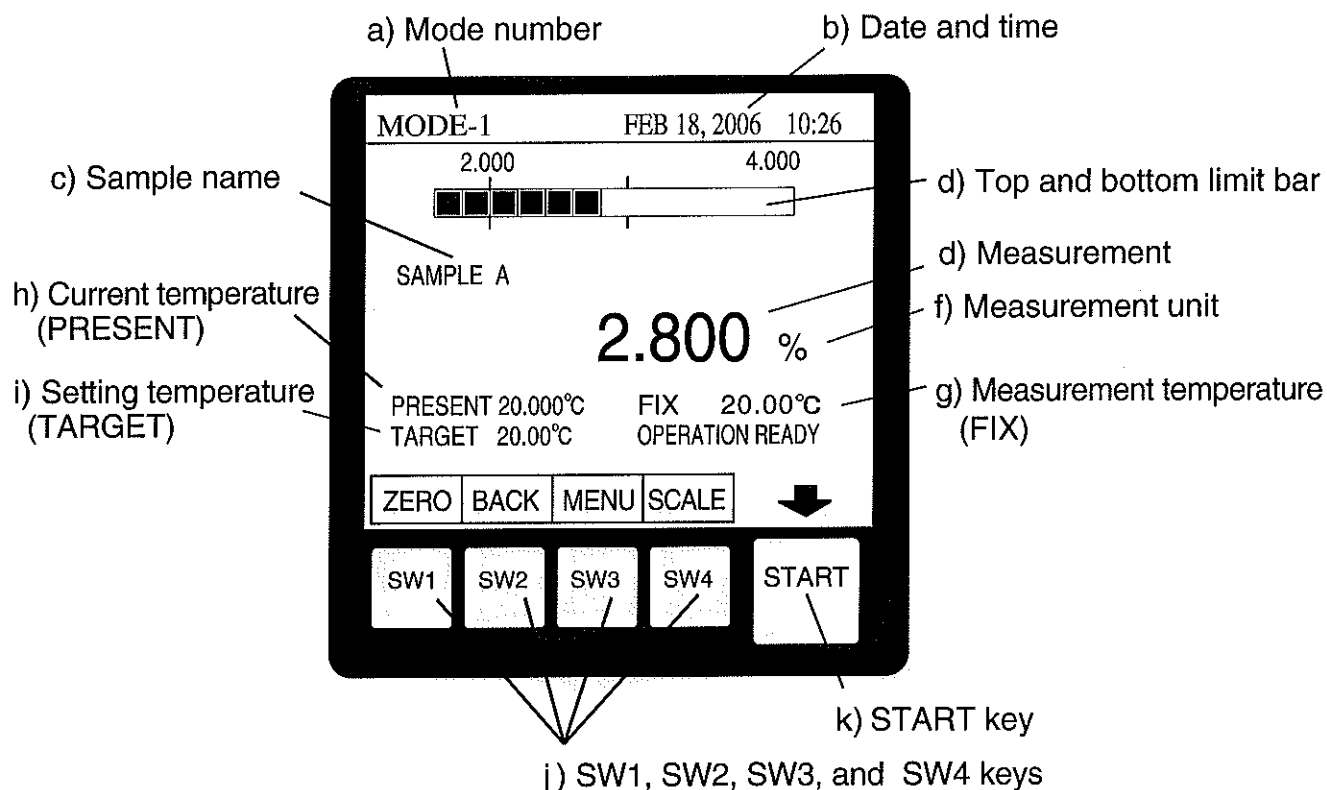 a) Mode number
b) Date and time
MODE-1 FEB 18, 2006 10:26
2.000 4.000
c) Sample name
d) Top and bottom limit bar
SAMPLE A
d) Measurement
h) Current temperature
(PRESENT)
f) Measurement unit
2.800 %
i) Setting temperature
(TARGET)
PRESENT 20.000°C FIX 20.00°C
TARGET 20.00°C OPERATION READY
g) Measurement temperature
(FIX)
ZERO BACK MENU SCALE
SW1 SW2 SW3 SW4 START
k) START key
j) SW1, SW2, SW3, and SW4 keys